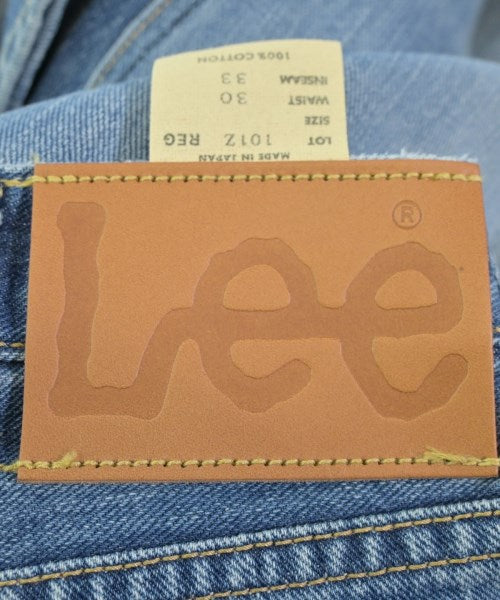 100% COTTON
INSEAM 33
WAIST 30
SIZE
LOT 101Z REG
MADE IN JAPAN
Lee
®